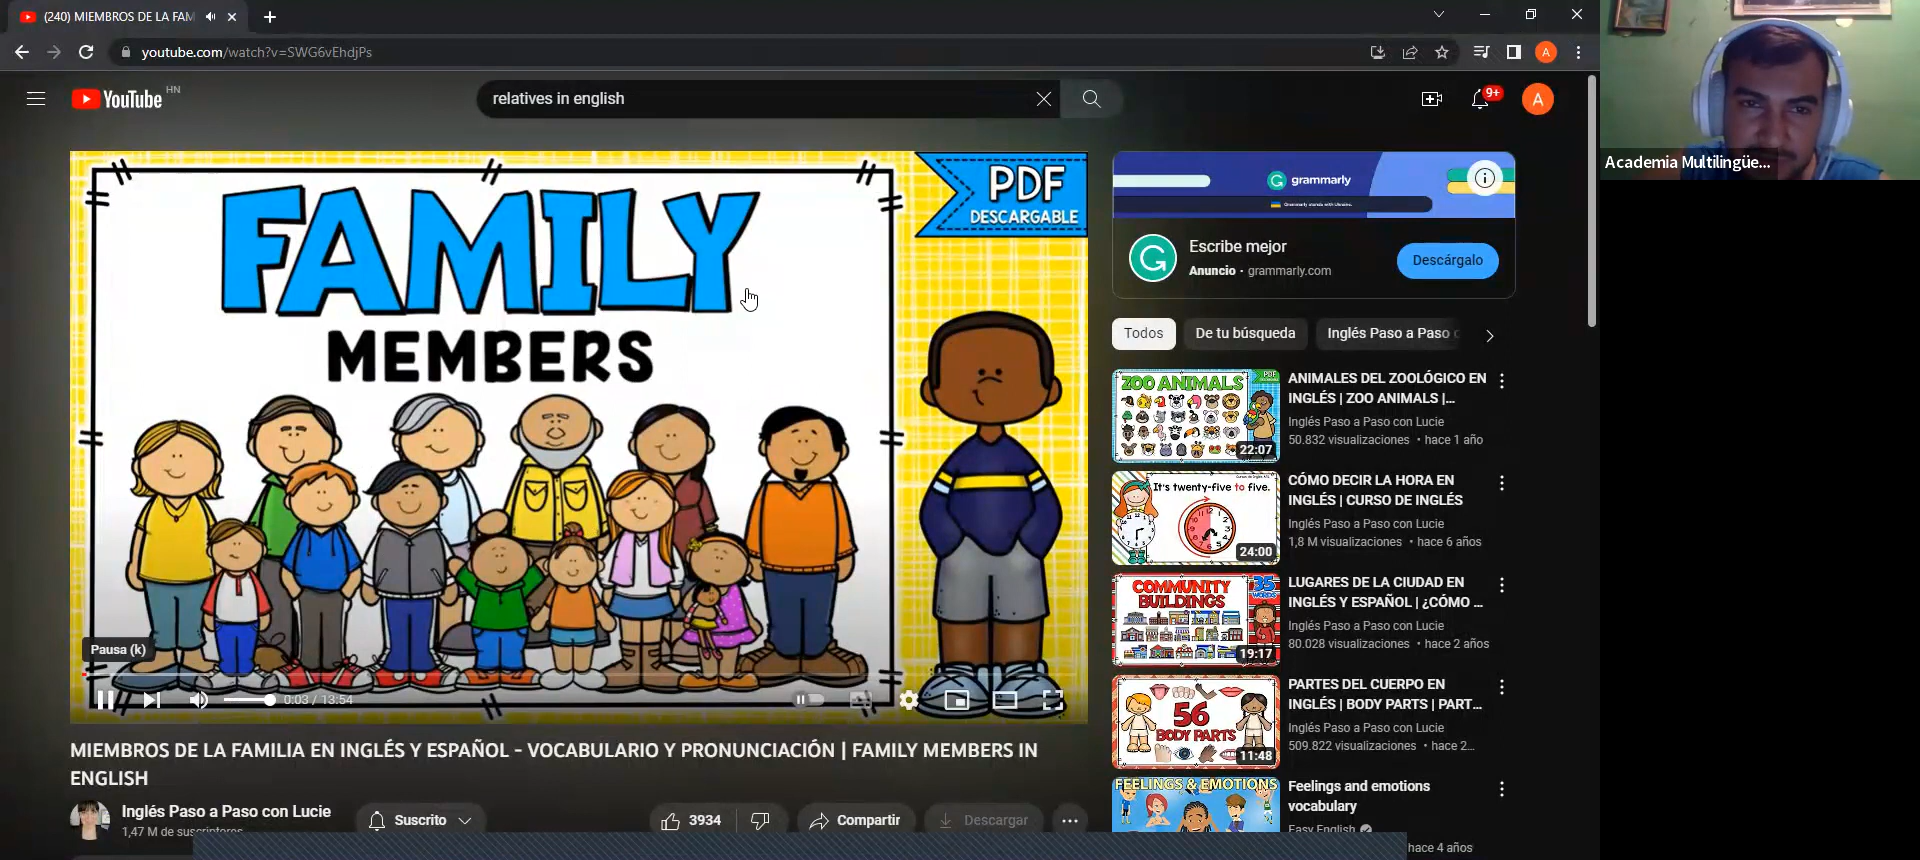 (240) MIEMBROS DE LA FAM
youtube.com/watch?v=SWG6vEhdjPs
A
YouTube HN
relatives in english
9+
A
Academia Multilingüe...
FAMILY
MEMBERS
PDF
DESCARGABLE
Pausa (k)
0:03 / 13:54
MIEMBROS DE LA FAMILIA EN INGLÉS Y ESPAÑOL - VOCABULARIO Y PRONUNCIACIÓN | FAMILY MEMBERS IN
ENGLISH
Inglés Paso a Paso con Lucie
1,47 M de suscriptores
Suscrito
3934
Compartir
Descargar
grammarly
Grammarly stands with Ukraine.
Escribe mejor
Anuncio · grammarly.com
Descárgalo
Todos
De tu búsqueda
Inglés Paso a Paso
ZOO ANIMALS
PDF
22:07
ANIMALES DEL ZOOLÓGICO EN
INGLÉS | ZOO ANIMALS |...
Inglés Paso a Paso con Lucie
50.832 visualizaciones · hace 1 año
It's twenty-five to five.
24:00
CÓMO DECIR LA HORA EN
INGLÉS | CURSO DE INGLÉS
Inglés Paso a Paso con Lucie
1,8 M visualizaciones · hace 6 años
COMMUNITY
BUILDINGS
35
WORDS
19:17
LUGARES DE LA CIUDAD EN
INGLÉS Y ESPAÑOL | ¿CÓMO ...
Inglés Paso a Paso con Lucie
80.028 visualizaciones · hace 2 años
56
BODY PARTS
11:48
PARTES DEL CUERPO EN
INGLÉS | BODY PARTS | PART...
Inglés Paso a Paso con Lucie
509.822 visualizaciones · hace 2...
FEELINGS & EMOTIONS
Feelings and emotions
vocabulary
Easy English
hace 4 años